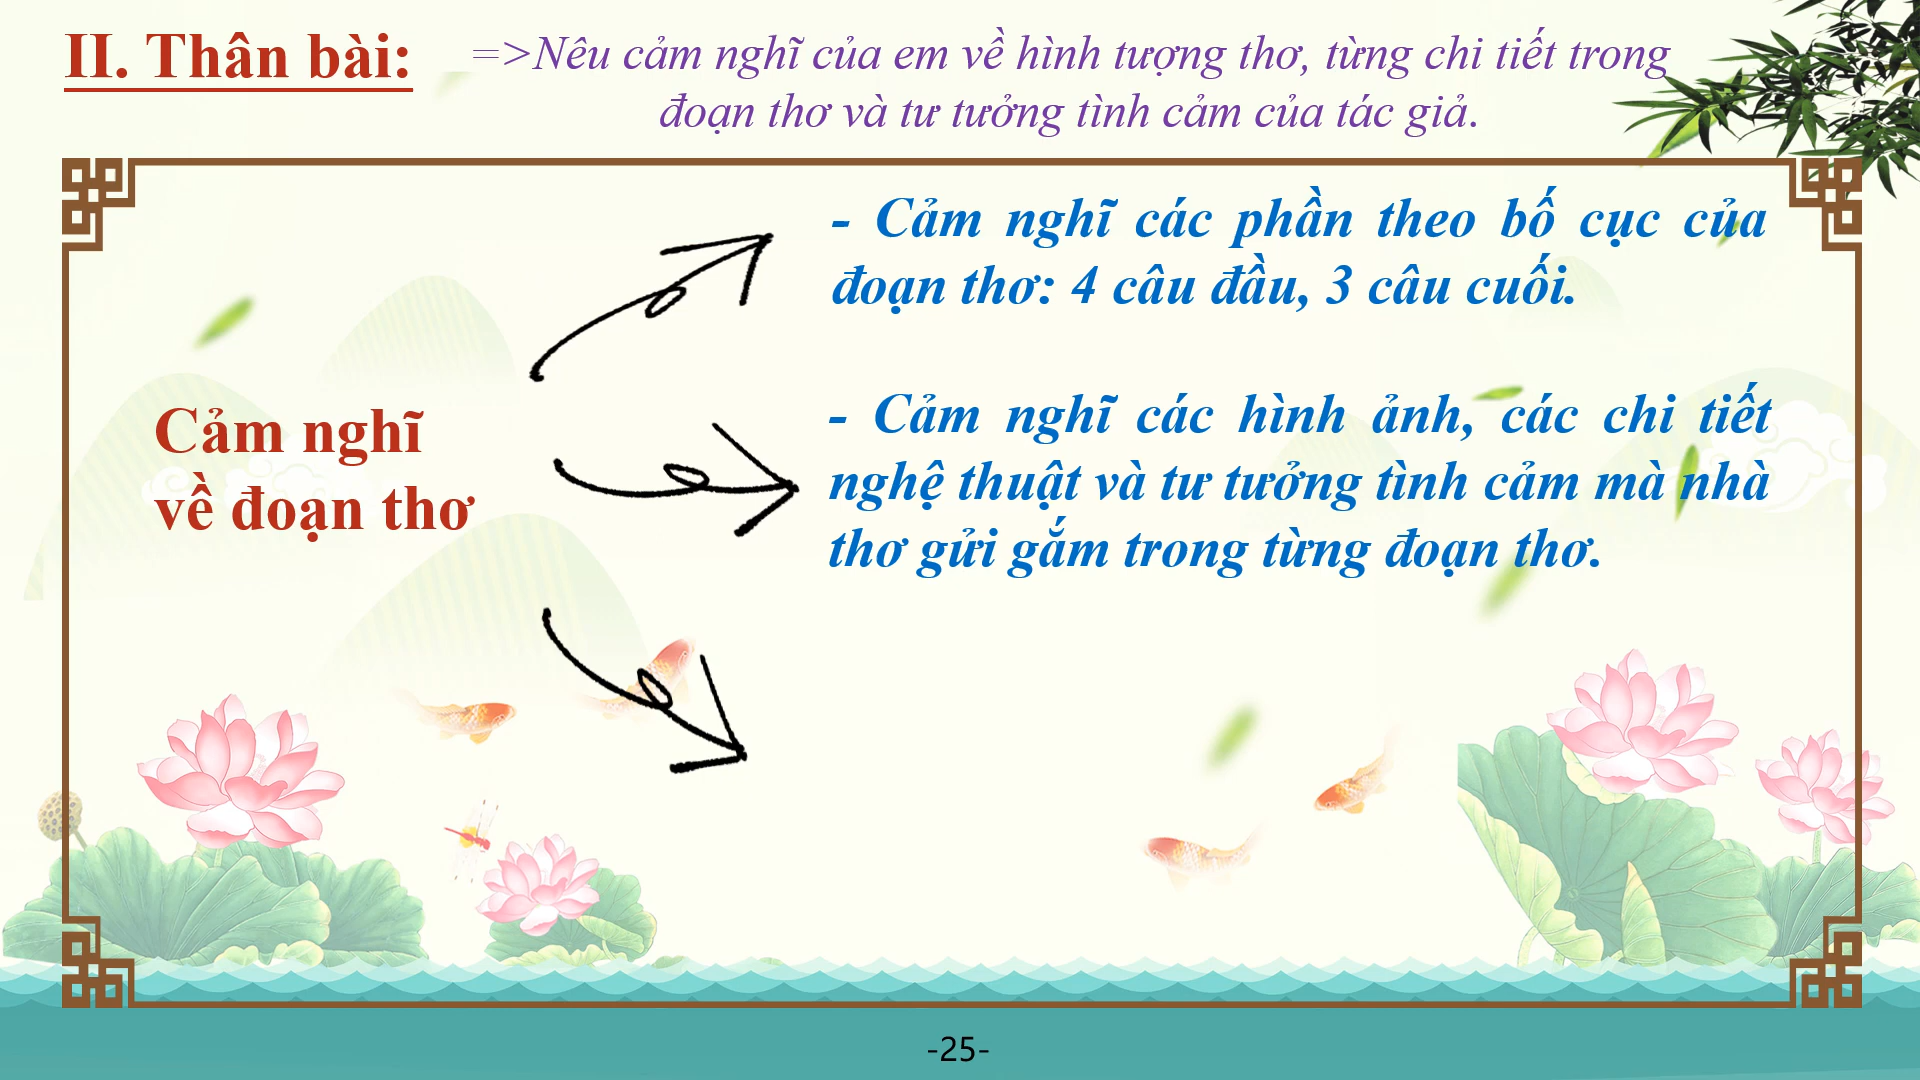 II. Thân bài:
=>Nêu cảm nghĩ của em về hình tượng thơ, từng chi tiết trong
đoạn thơ và tư tưởng tình cảm của tác giả.
Cảm nghĩ
về đoạn thơ
- Cảm nghĩ các phần theo bố cục của
đoạn thơ: 4 câu đầu, 3 câu cuối.
- Cảm nghĩ các hình ảnh, các chi tiết
nghệ thuật và tư tưởng tình cảm mà nhà
thơ gửi gắm trong từng đoạn thơ.
-25-